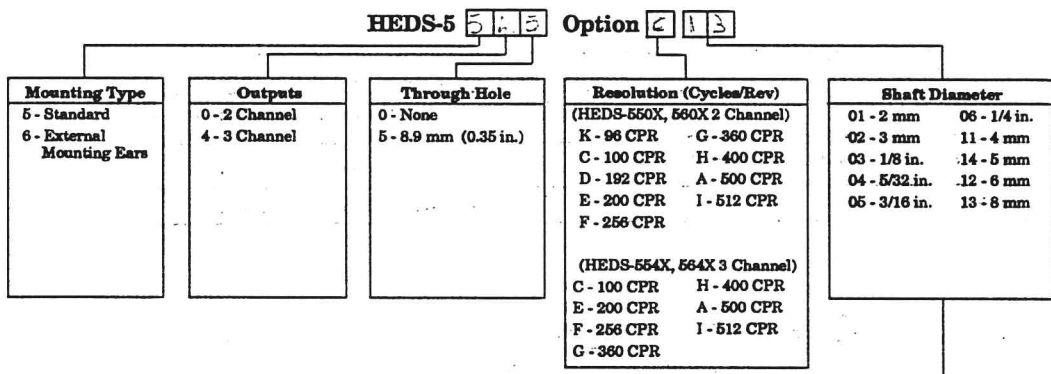 HEDS-5 5 5 Option C 1 3
Mounting Type
5 - Standard
6 - External
Mounting Ears
Outputs
0 - 2 Channel
4 - 3 Channel
Through Hole
0 - None
5 - 8.9 mm (0.35 in.)
Resolution (Cycles/Rev)
(HEDS-550X, 560X 2 Channel)
K - 96 CPR G - 360 CPR
C - 100 CPR H - 400 CPR
D - 192 CPR A - 500 CPR
E - 200 CPR I - 512 CPR
F - 256 CPR
(HEDS-554X, 564X 3 Channel)
C - 100 CPR H - 400 CPR
E - 200 CPR A - 500 CPR
F - 256 CPR I - 512 CPR
G - 360 CPR
Shaft Diameter
01 - 2 mm 06 - 1/4 in.
02 - 3 mm 11 - 4 mm
03 - 1/8 in. 14 - 5 mm
04 - 5/32 in. 12 - 6 mm
05 - 3/16 in. 13 - 8 mm